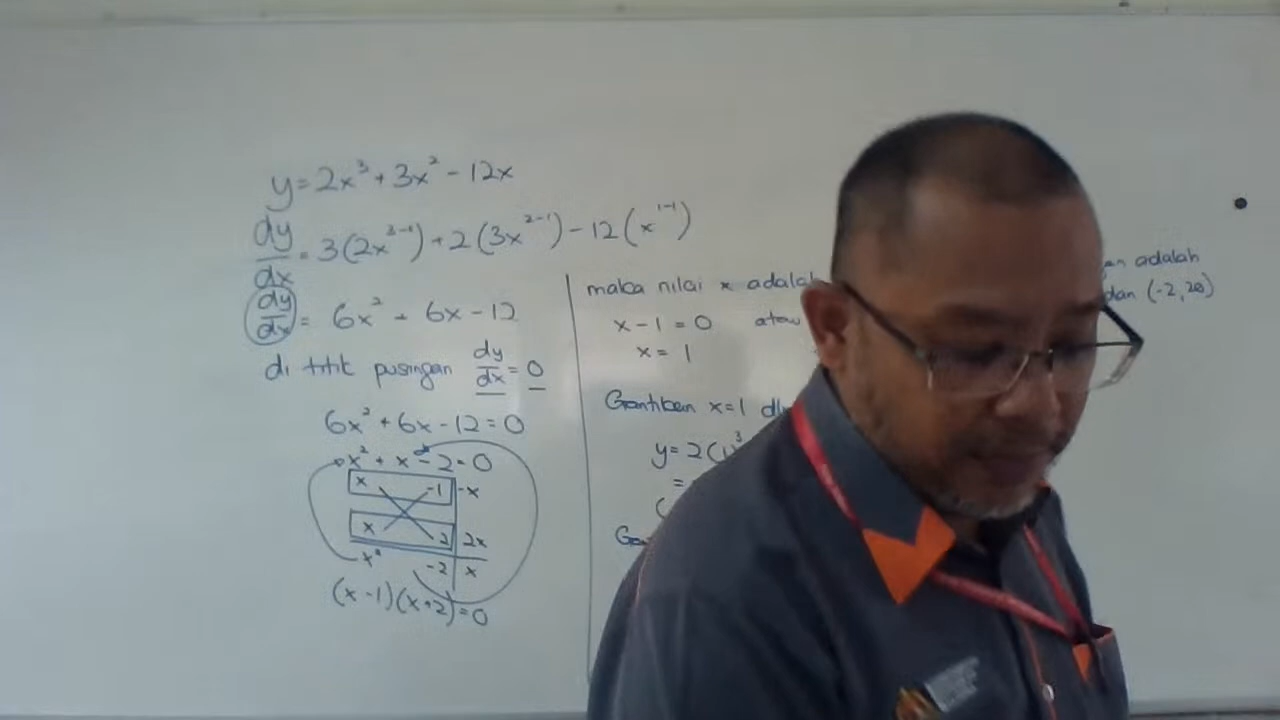 y=2x³+3x²-12x
dy/dx = 3(2x³⁻¹)+2(3x²⁻¹)-12(x¹⁻¹)
dy/dx = 6x²+6x-12
di titik pusingan dy/dx = 0
6x²+6x-12=0
x²+x-2=0
x -1 -x
x 2 2x
x² -2 x
(x-1)(x+2)=0
maka nilai x adalah
x-1=0 atau
x=1
Gantikan x=1
y=2(1)³
=
(
adalah
dan (-2,20)